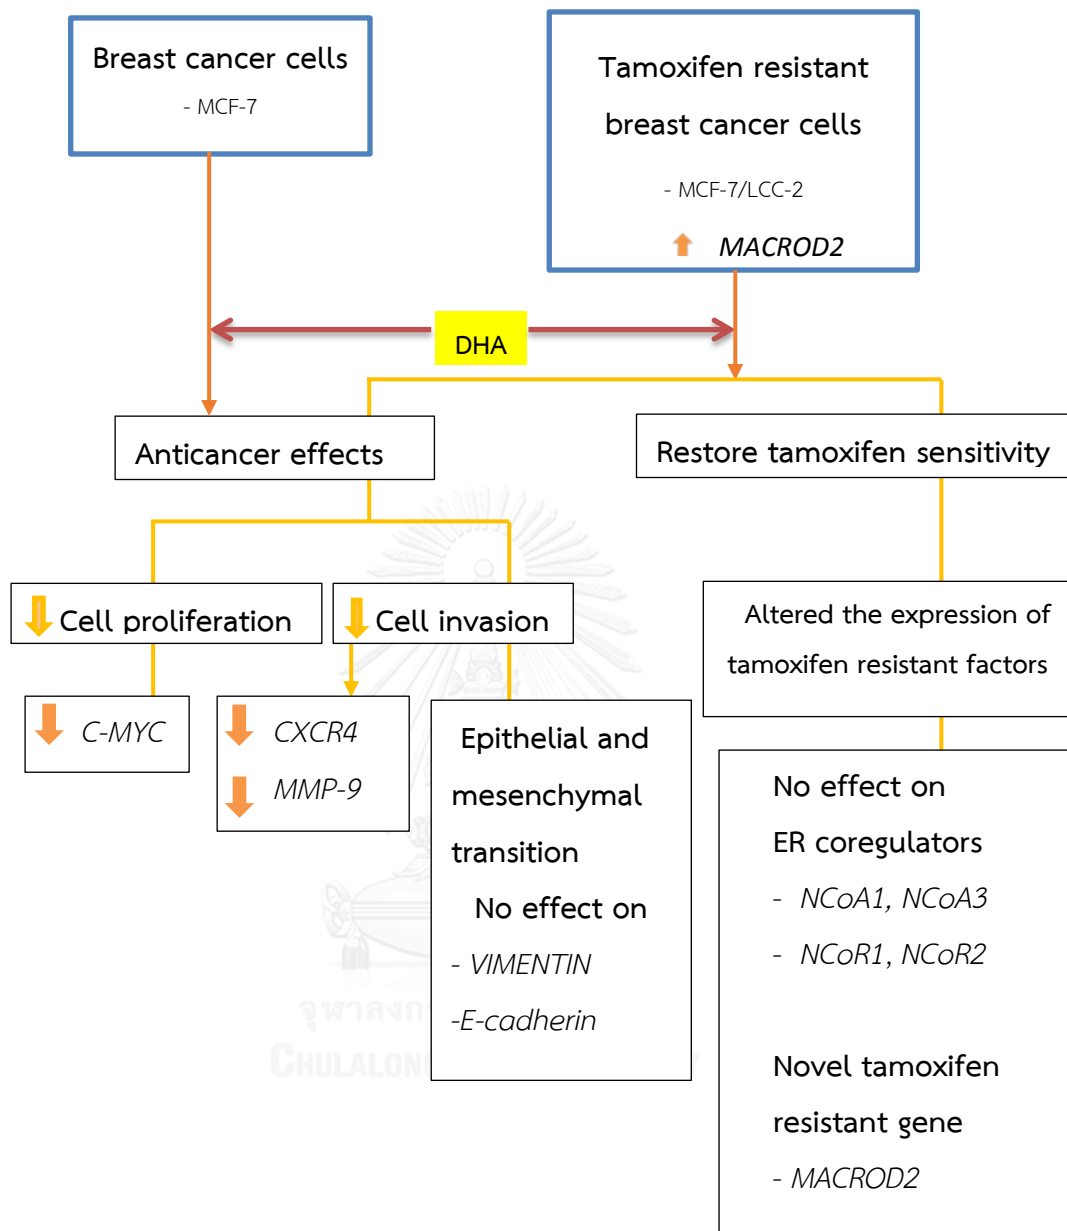 Breast cancer cells
- MCF-7
Tamoxifen resistant
breast cancer cells
- MCF-7/LCC-2
MACROD2
DHA
Anticancer effects
Restore tamoxifen sensitivity
Cell proliferation
Cell invasion
Altered the expression of
tamoxifen resistant factors
C-MYC
CXCR4
MMP-9
Epithelial and
mesenchymal
transition
No effect on
- VIMENTIN
-E-cadherin
No effect on
ER coregulators
- NCoA1, NCoA3
- NCoR1, NCoR2
Novel tamoxifen
resistant gene
- MACROD2